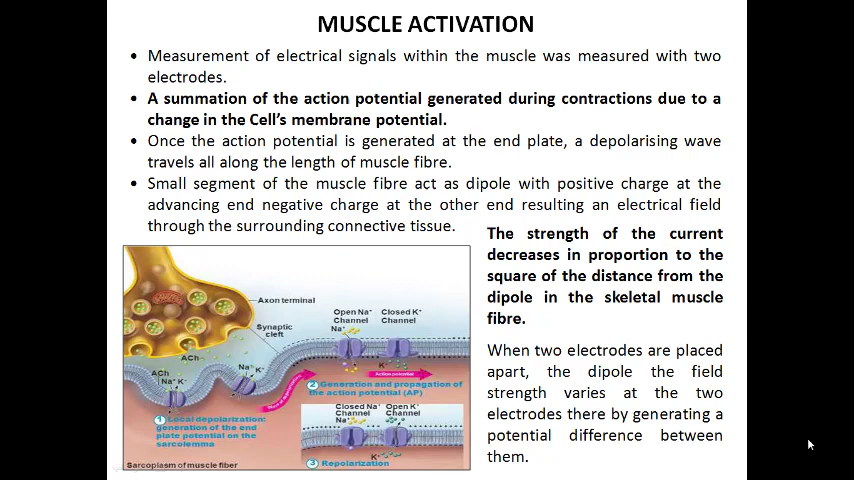 MUSCLE ACTIVATION
• Measurement of electrical signals within the muscle was measured with two
electrodes.
• A summation of the action potential generated during contractions due to a
change in the Cell's membrane potential.
• Once the action potential is generated at the end plate, a depolarising wave
travels all along the length of muscle fibre.
• Small segment of the muscle fibre act as dipole with positive charge at the
advancing end negative charge at the other end resulting an electrical field
through the surrounding connective tissue.
The strength of the current
decreases in proportion to the
square of the distance from the
dipole in the skeletal muscle
fibre.
When two electrodes are placed
apart, the dipole the field
strength varies at the two
electrodes there by generating a
potential difference between
them.
Axon terminal
Synaptic
cleft
Open Na⁺
Channel
Na⁺
Closed K⁺
Channel
ACh
ACh
Na⁺ K⁺
Na⁺ K⁺
K⁺
Action potential
2 Generation and propagation of
the action potential (AP)
1 Local depolarization:
generation of the end
plate potential on the
sarcolemma
Closed Na⁺
Channel
Na⁺
Open K⁺
Channel
K⁺
3 Repolarization
Sarcoplasm of muscle fiber